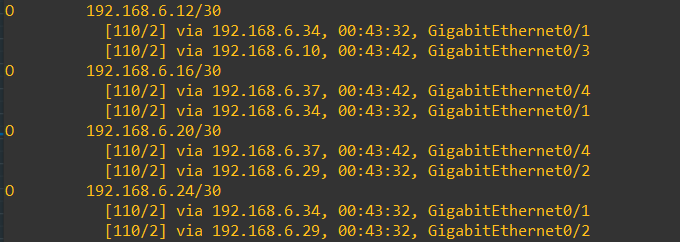 O 192.168.6.12/30
[110/2] via 192.168.6.34, 00:43:32, GigabitEthernet0/1
[110/2] via 192.168.6.10, 00:43:42, GigabitEthernet0/3
O 192.168.6.16/30
[110/2] via 192.168.6.37, 00:43:42, GigabitEthernet0/4
[110/2] via 192.168.6.34, 00:43:32, GigabitEthernet0/1
O 192.168.6.20/30
[110/2] via 192.168.6.37, 00:43:42, GigabitEthernet0/4
[110/2] via 192.168.6.29, 00:43:32, GigabitEthernet0/2
O 192.168.6.24/30
[110/2] via 192.168.6.34, 00:43:32, GigabitEthernet0/1
[110/2] via 192.168.6.29, 00:43:32, GigabitEthernet0/2